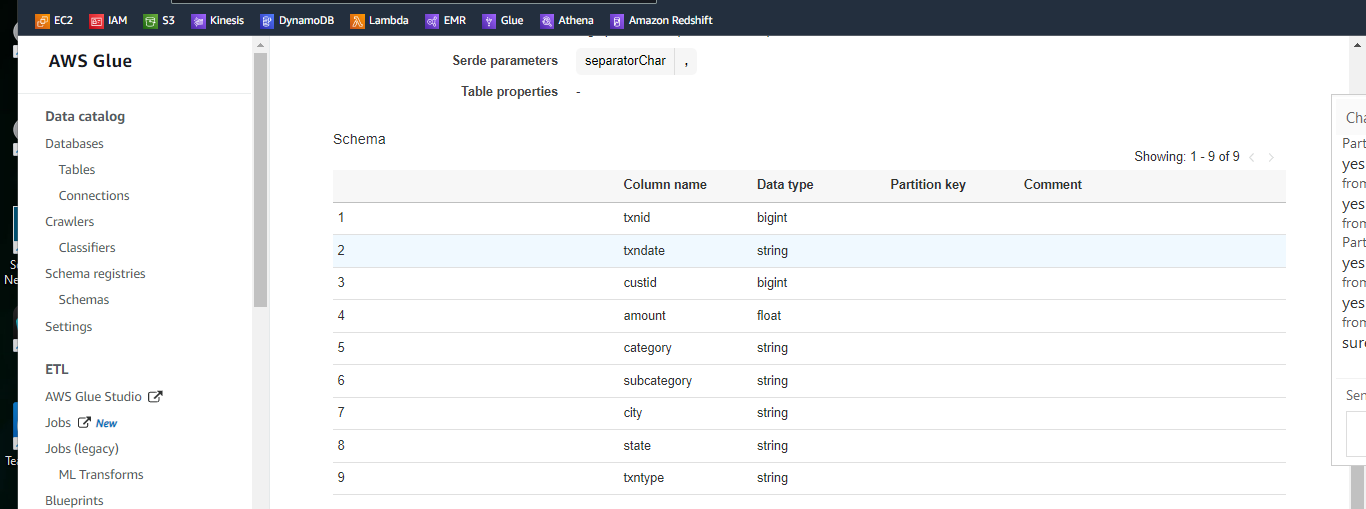 EC2 IAM S3 Kinesis DynamoDB Lambda EMR Glue Athena Amazon Redshift
AWS Glue
Data catalog
Databases
Tables
Connections
Crawlers
Classifiers
Schema registries
Schemas
Settings
ETL
AWS Glue Studio
Jobs New
Jobs (legacy)
ML Transforms
Blueprints
Serde parameters separatorChar ,
Table properties -
Schema
Showing: 1 - 9 of 9
Column name Data type Partition key Comment
1 txnid bigint
2 txndate string
3 custid bigint
4 amount float
5 category string
6 subcategory string
7 city string
8 state string
9 txntype string
yes
yes
yes
yes